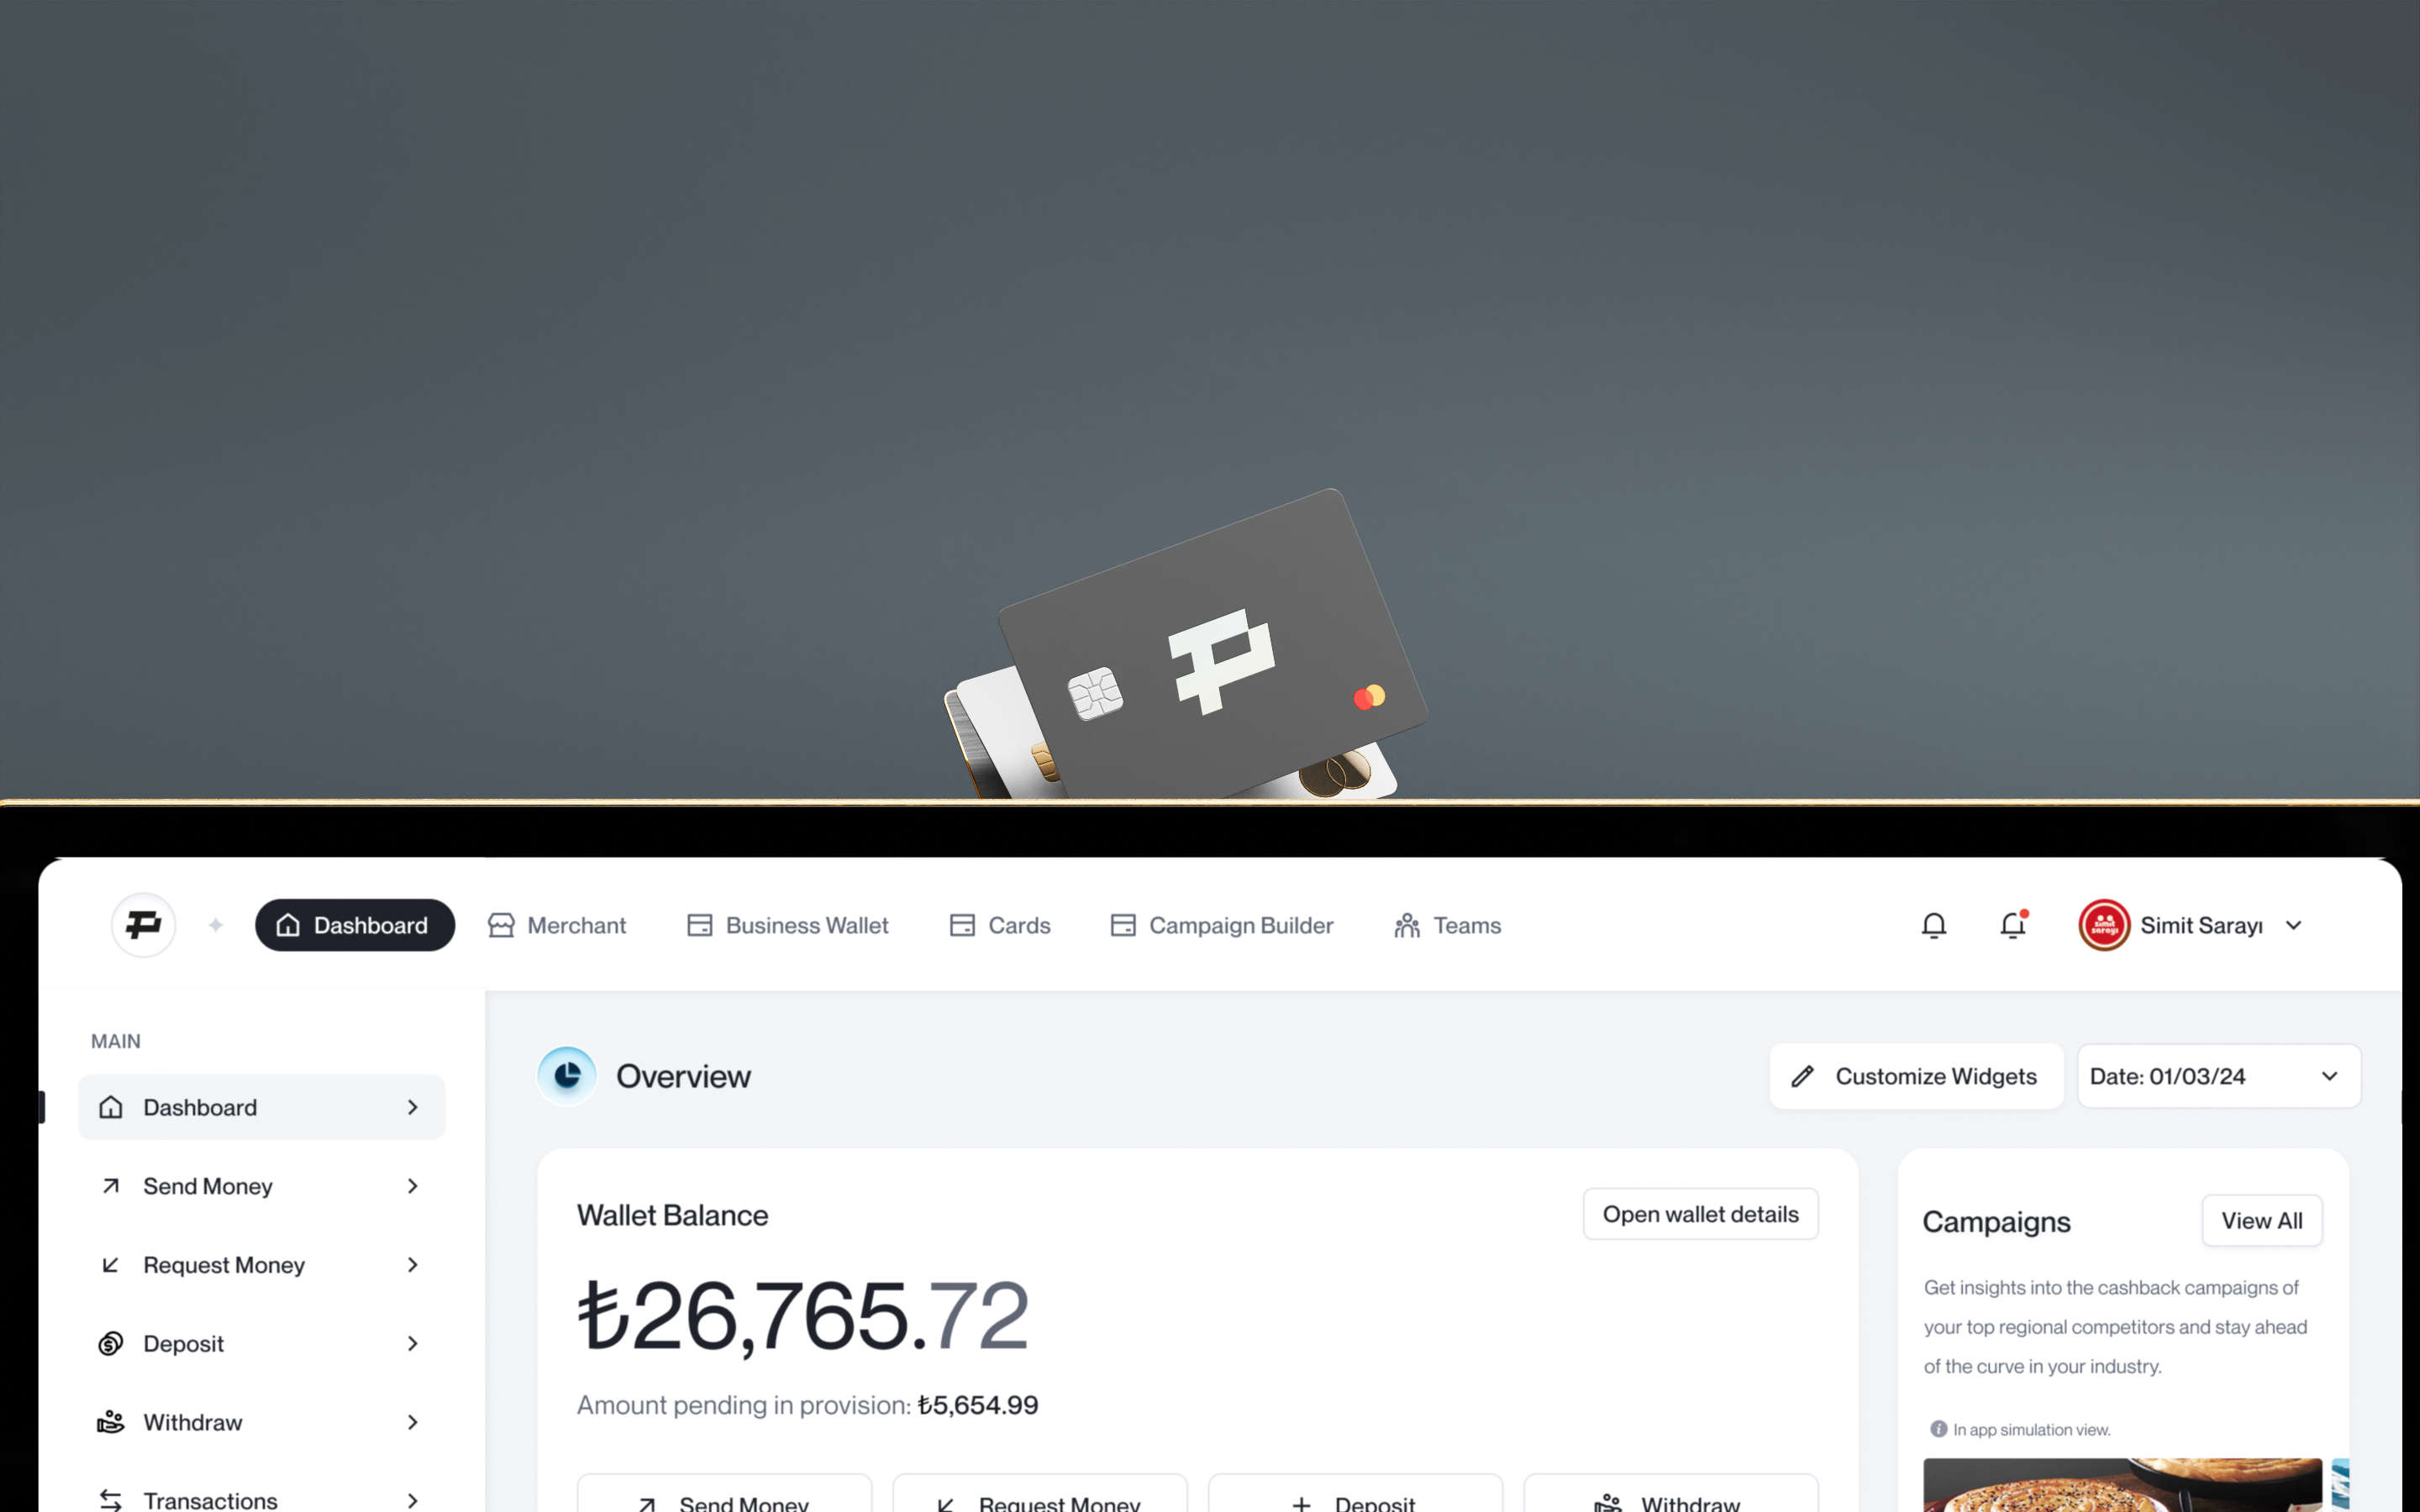 Dashboard
Merchant
Business Wallet
Cards
Campaign Builder
Teams
simit
sarayı
Simit Sarayı
MAIN
Dashboard
Send Money
Request Money
Deposit
Withdraw
Transactions
Overview
Customize Widgets
Date: 01/03/24
Wallet Balance
Open wallet details
₺26,765.72
Amount pending in provision: ₺5,654.99
Send Money
Request Money
Deposit
Withdraw
Campaigns
View All
Get insights into the cashback campaigns of
your top regional competitors and stay ahead
of the curve in your industry.
In app simulation view.